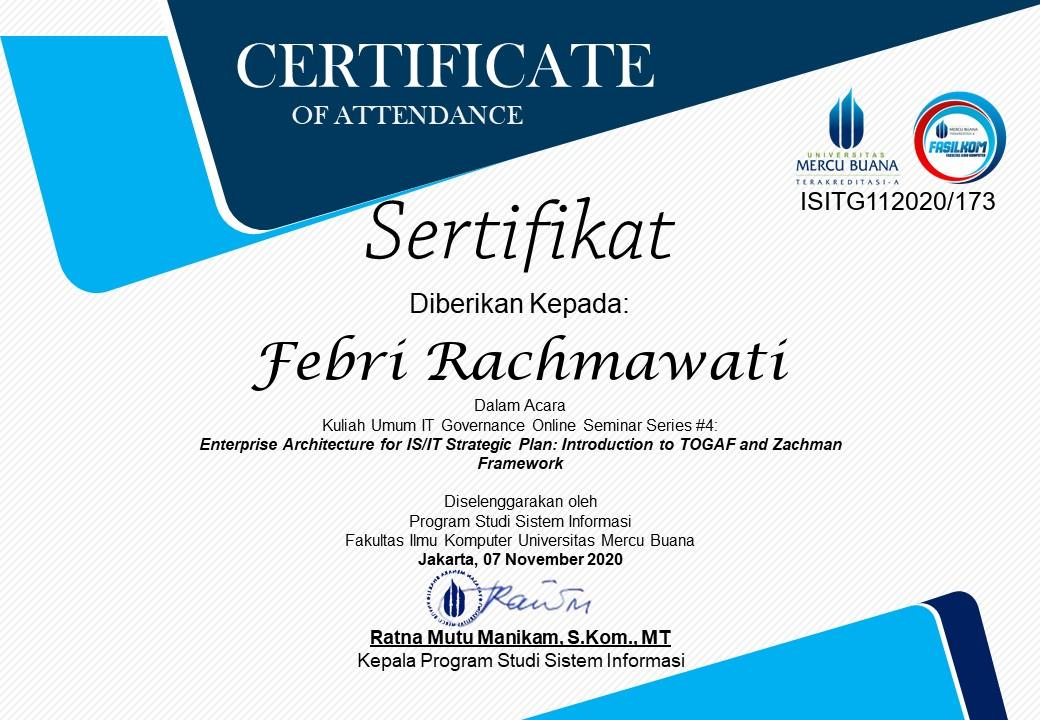 CERTIFICATE
OF ATTENDANCE
UNIVERSITAS
MERCU BUANA
TERAKREDITASI-A
MERCU BUANA
FASILKOM
FAKULTAS ILMU KOMPUTER
ISITG112020/173
Sertifikat
Diberikan Kepada:
Febri Rachmawati
Dalam Acara
Kuliah Umum IT Governance Online Seminar Series #4:
Enterprise Architecture for IS/IT Strategic Plan: Introduction to TOGAF and Zachman
Framework
Diselenggarakan oleh
Program Studi Sistem Informasi
Fakultas Ilmu Komputer Universitas Mercu Buana
Jakarta, 07 November 2020
Ratna Mutu Manikam, S.Kom., MT
Kepala Program Studi Sistem Informasi